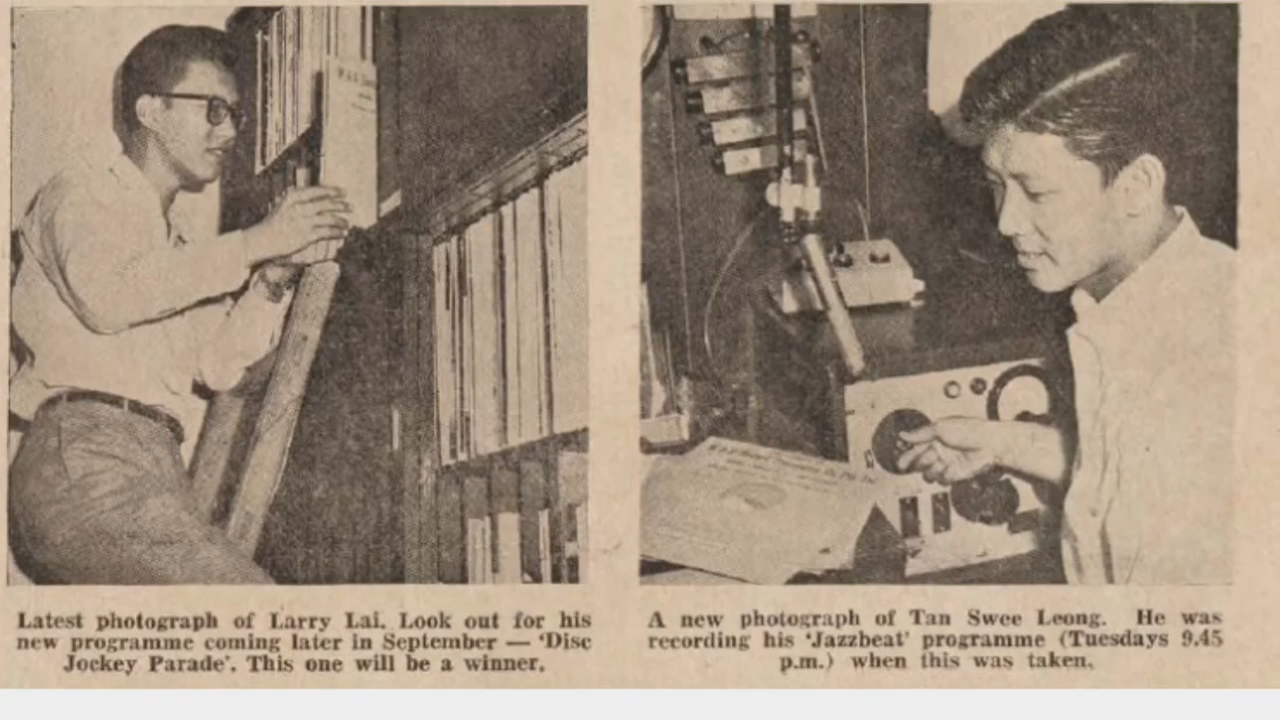 Latest photograph of Larry Lai. Look out for his
new programme coming later in September — 'Disc
Jockey Parade'. This one will be a winner.
A new photograph of Tan Swee Leong. He was
recording his 'Jazzbeat' programme (Tuesdays 9.45
p.m.) when this was taken.